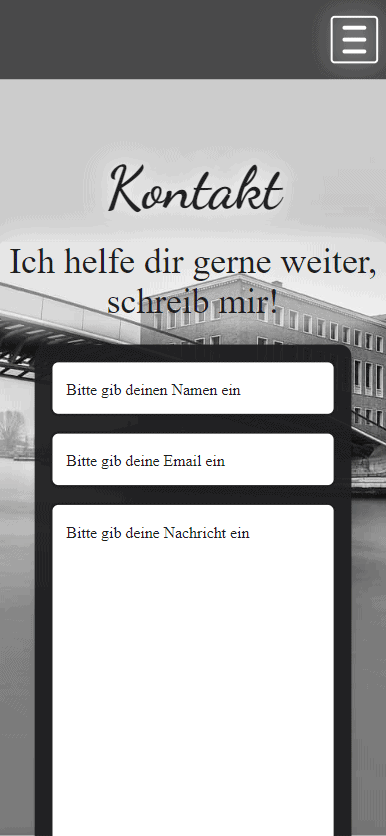 Kontakt
Ich helfe dir gerne weiter,
schreib mir!
Bitte gib deinen Namen ein
Bitte gib deine Email ein
Bitte gib deine Nachricht ein